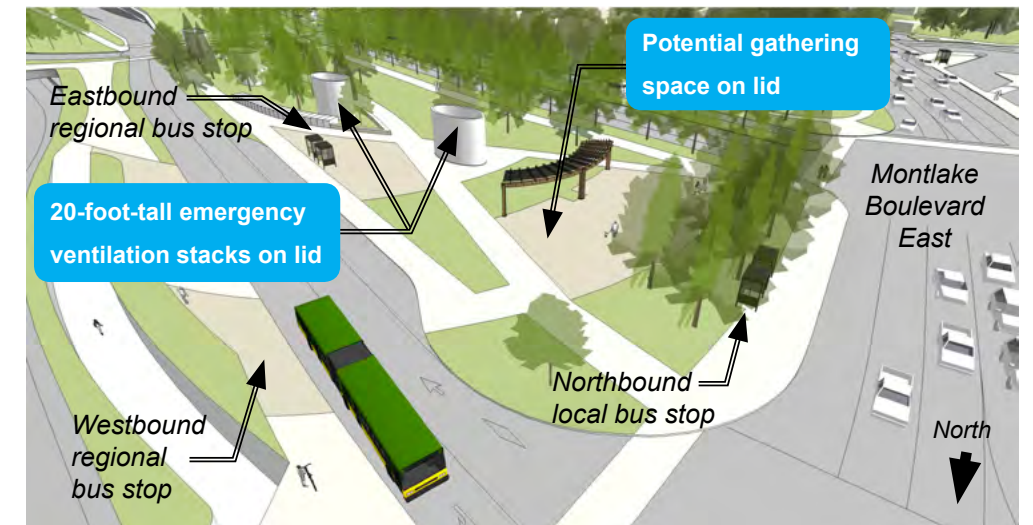 Potential gathering
space on lid
Eastbound
regional bus stop
Montlake
Boulevard
East
20-foot-tall emergency
ventilation stacks on lid
Northbound
local bus stop
Westbound
regional
bus stop
North